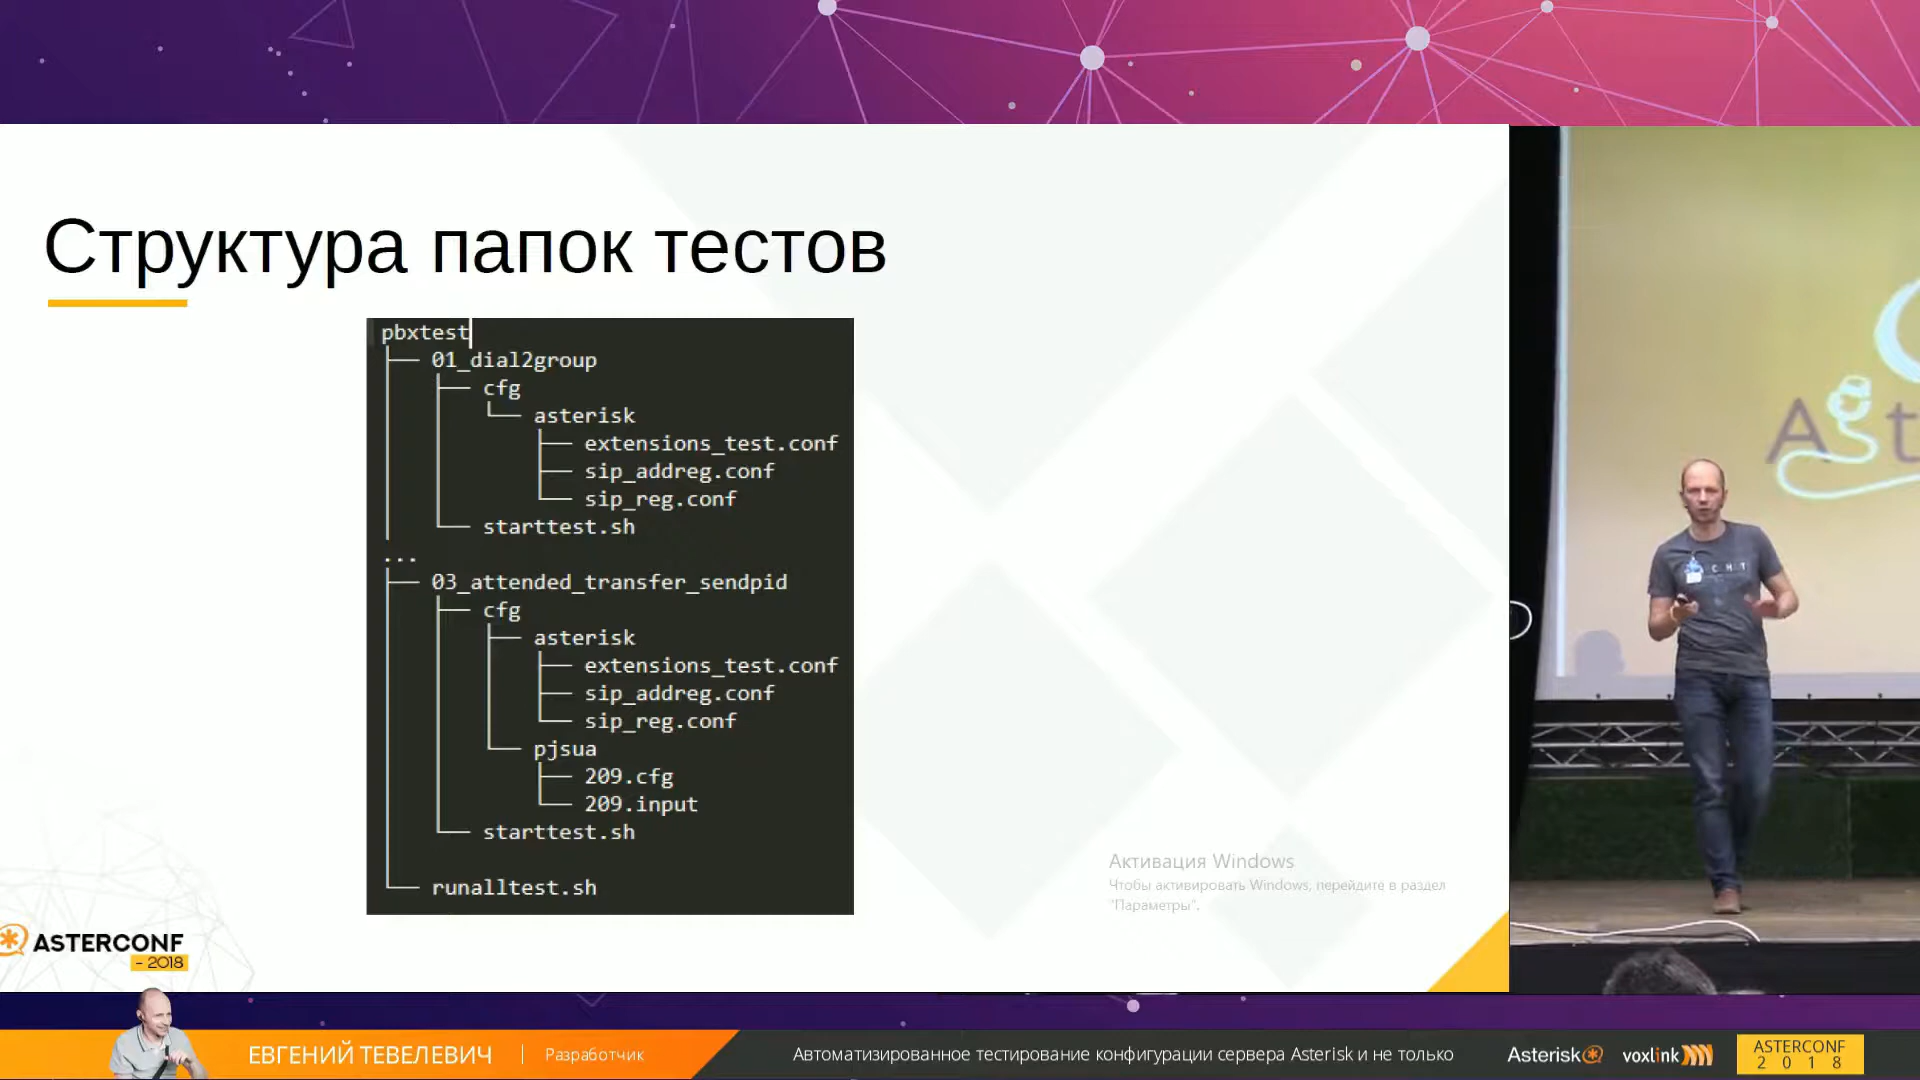 Структура папок тестов
pbxtest
├── 01_dial2group
│   ├── cfg
│   │   └── asterisk
│   │       ├── extensions_test.conf
│   │       ├── sip_addreg.conf
│   │       └── sip_reg.conf
│   └── starttest.sh
...
├── 03_attended_transfer_sendpid
│   ├── cfg
│   │   ├── asterisk
│   │   │   ├── extensions_test.conf
│   │   │   ├── sip_addreg.conf
│   │   │   └── sip_reg.conf
│   │   └── pjsua
│   │       ├── 209.cfg
│   │       └── 209.input
│   └── starttest.sh
│
└── runalltest.sh
Активация Windows
Чтобы активировать Windows, перейдите в раздел
"Параметры".
ASTERCONF
- 2018
ЕВГЕНИЙ ТЕВЕЛЕВИЧ
Разработчик
Автоматизированное тестирование конфигурации сервера Asterisk и не только
Asterisk
voxlink
ASTERCONF
2 0 1 8